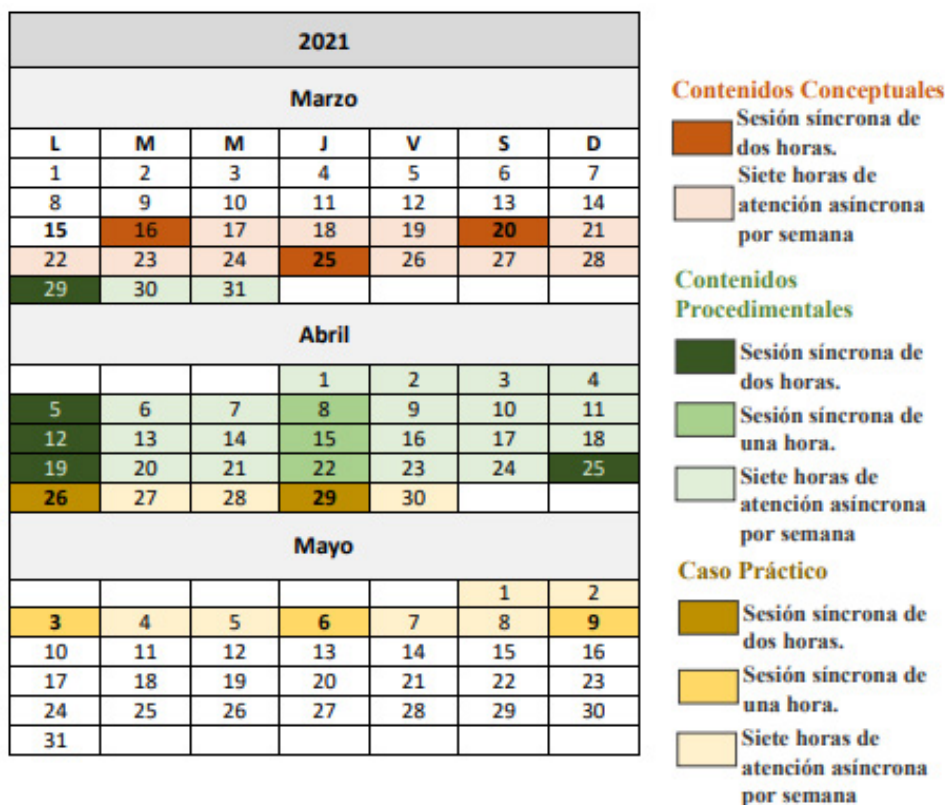 2021
Marzo
L M M J V S D
1 2 3 4 5 6 7
8 9 10 11 12 13 14
15 16 17 18 19 20 21
22 23 24 25 26 27 28
29 30 31
Abril
1 2 3 4
5 6 7 8 9 10 11
12 13 14 15 16 17 18
19 20 21 22 23 24 25
26 27 28 29 30
Mayo
1 2
3 4 5 6 7 8 9
10 11 12 13 14 15 16
17 18 19 20 21 22 23
24 25 26 27 28 29 30
31
Contenidos Conceptuales
Sesión síncrona de
dos horas.
Siete horas de
atención asíncrona
por semana
Contenidos
Procedimentales
Sesión síncrona de
dos horas.
Sesión síncrona de
una hora.
Siete horas de
atención asíncrona
por semana
Caso Práctico
Sesión síncrona de
dos horas.
Sesión síncrona de
una hora.
Siete horas de
atención asíncrona
por semana